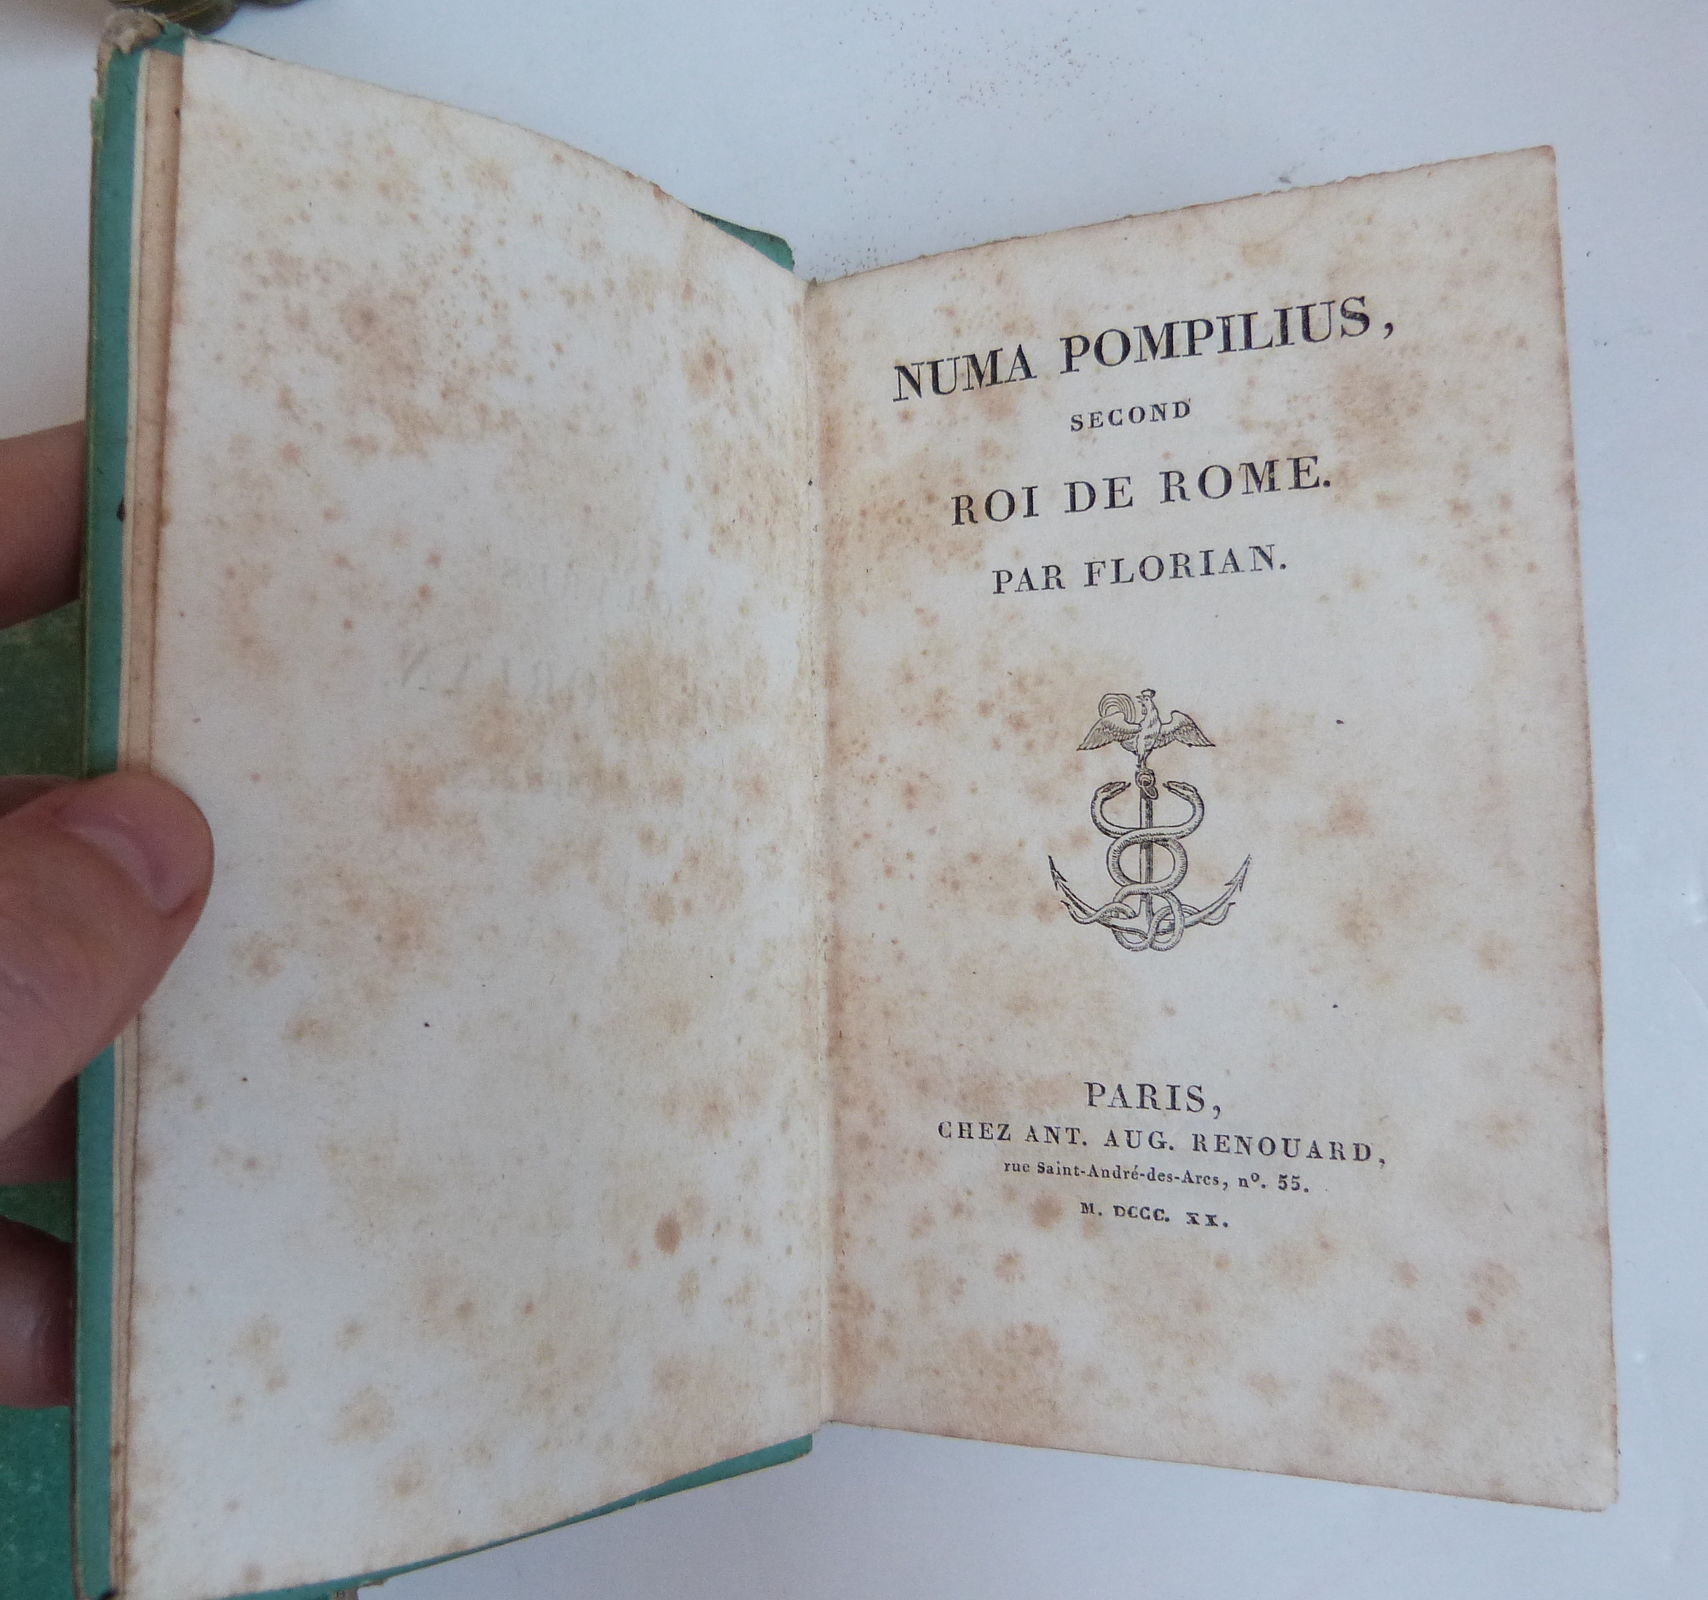 NUMA POMPILIUS,
SECOND
ROI DE ROME.
PAR FLORIAN.
PARIS,
CHEZ ANT. AUG. RENOUARD,
rue Saint-André-des-Arcs, nº. 55.
M. DCCC. XX.